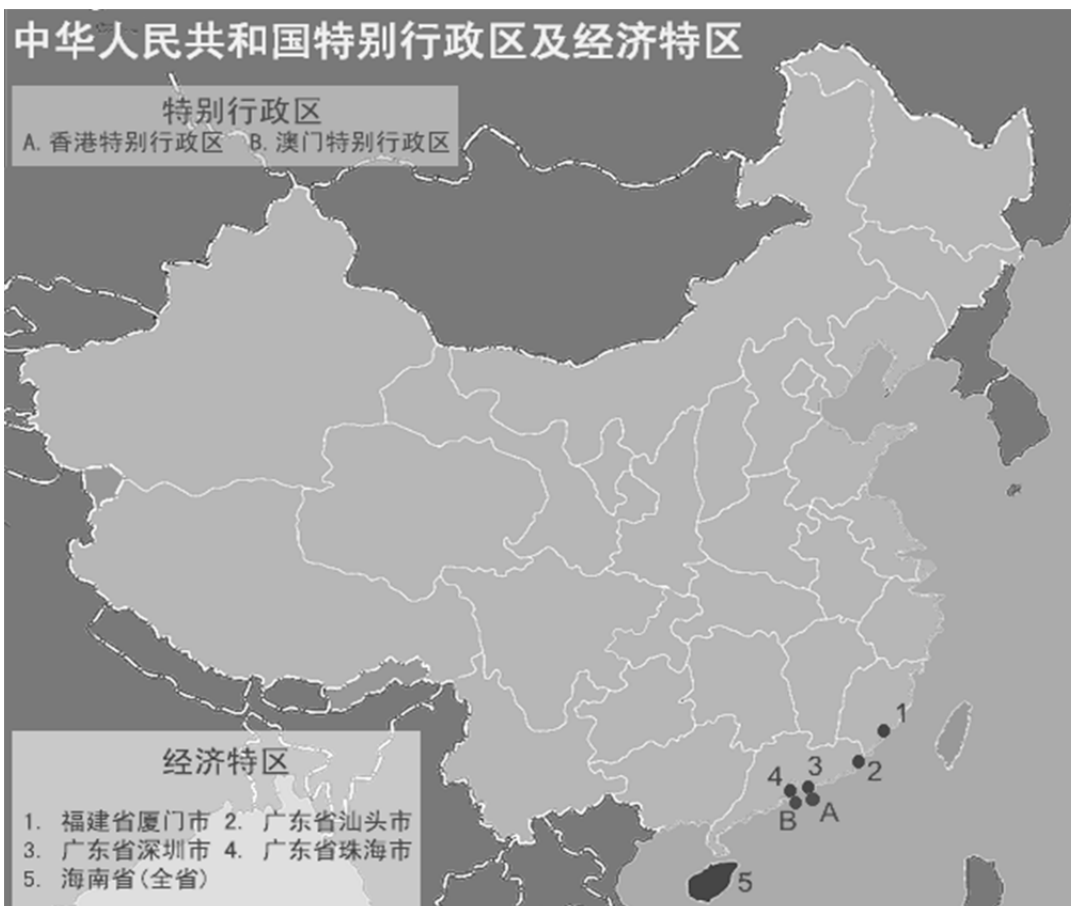 中华人民共和国特别行政区及经济特区
特别行政区
A.香港特别行政区 B.澳门特别行政区
1
2
3
4
A
B
5
经济特区
1. 福建省厦门市 2. 广东省汕头市
3. 广东省深圳市 4. 广东省珠海市
5. 海南省(全省)